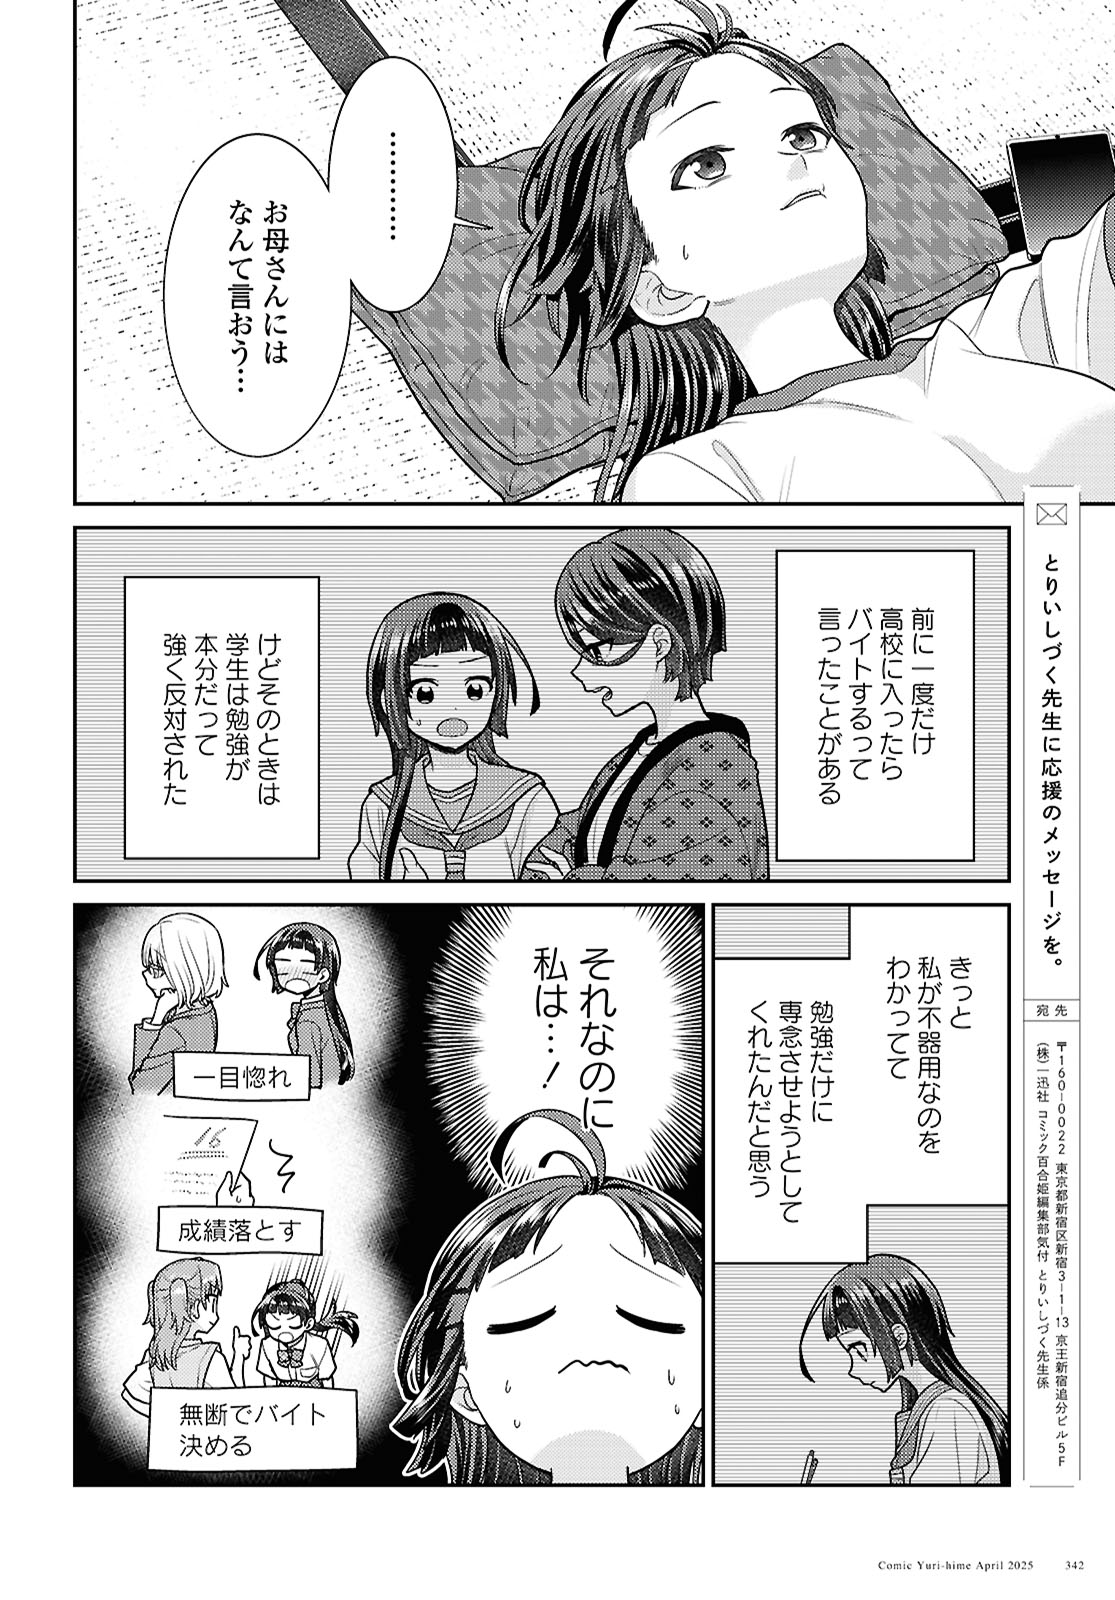 …………
お母さんには
なんて言おう…
前に一度だけ
高校に入ったら
バイトするって
言ったことがある
けどそのときは
学生は勉強が
本分だって
強く反対された
きっと
私が不器用なのを
わかってて
勉強だけに
専念させようとして
くれたんだと思う
それなのに
私は…！
一目惚れ
16
成績落とす
無断でバイト
決める
とりいしづく先生に応援のメッセージを。
宛先
〒160-0022 東京都新宿区新宿3-1-13 京王新宿追分ビル5F
(株)一迅社 コミック百合姫編集部気付 とりいしづく先生係
Comic Yuri-hime April 2025
342